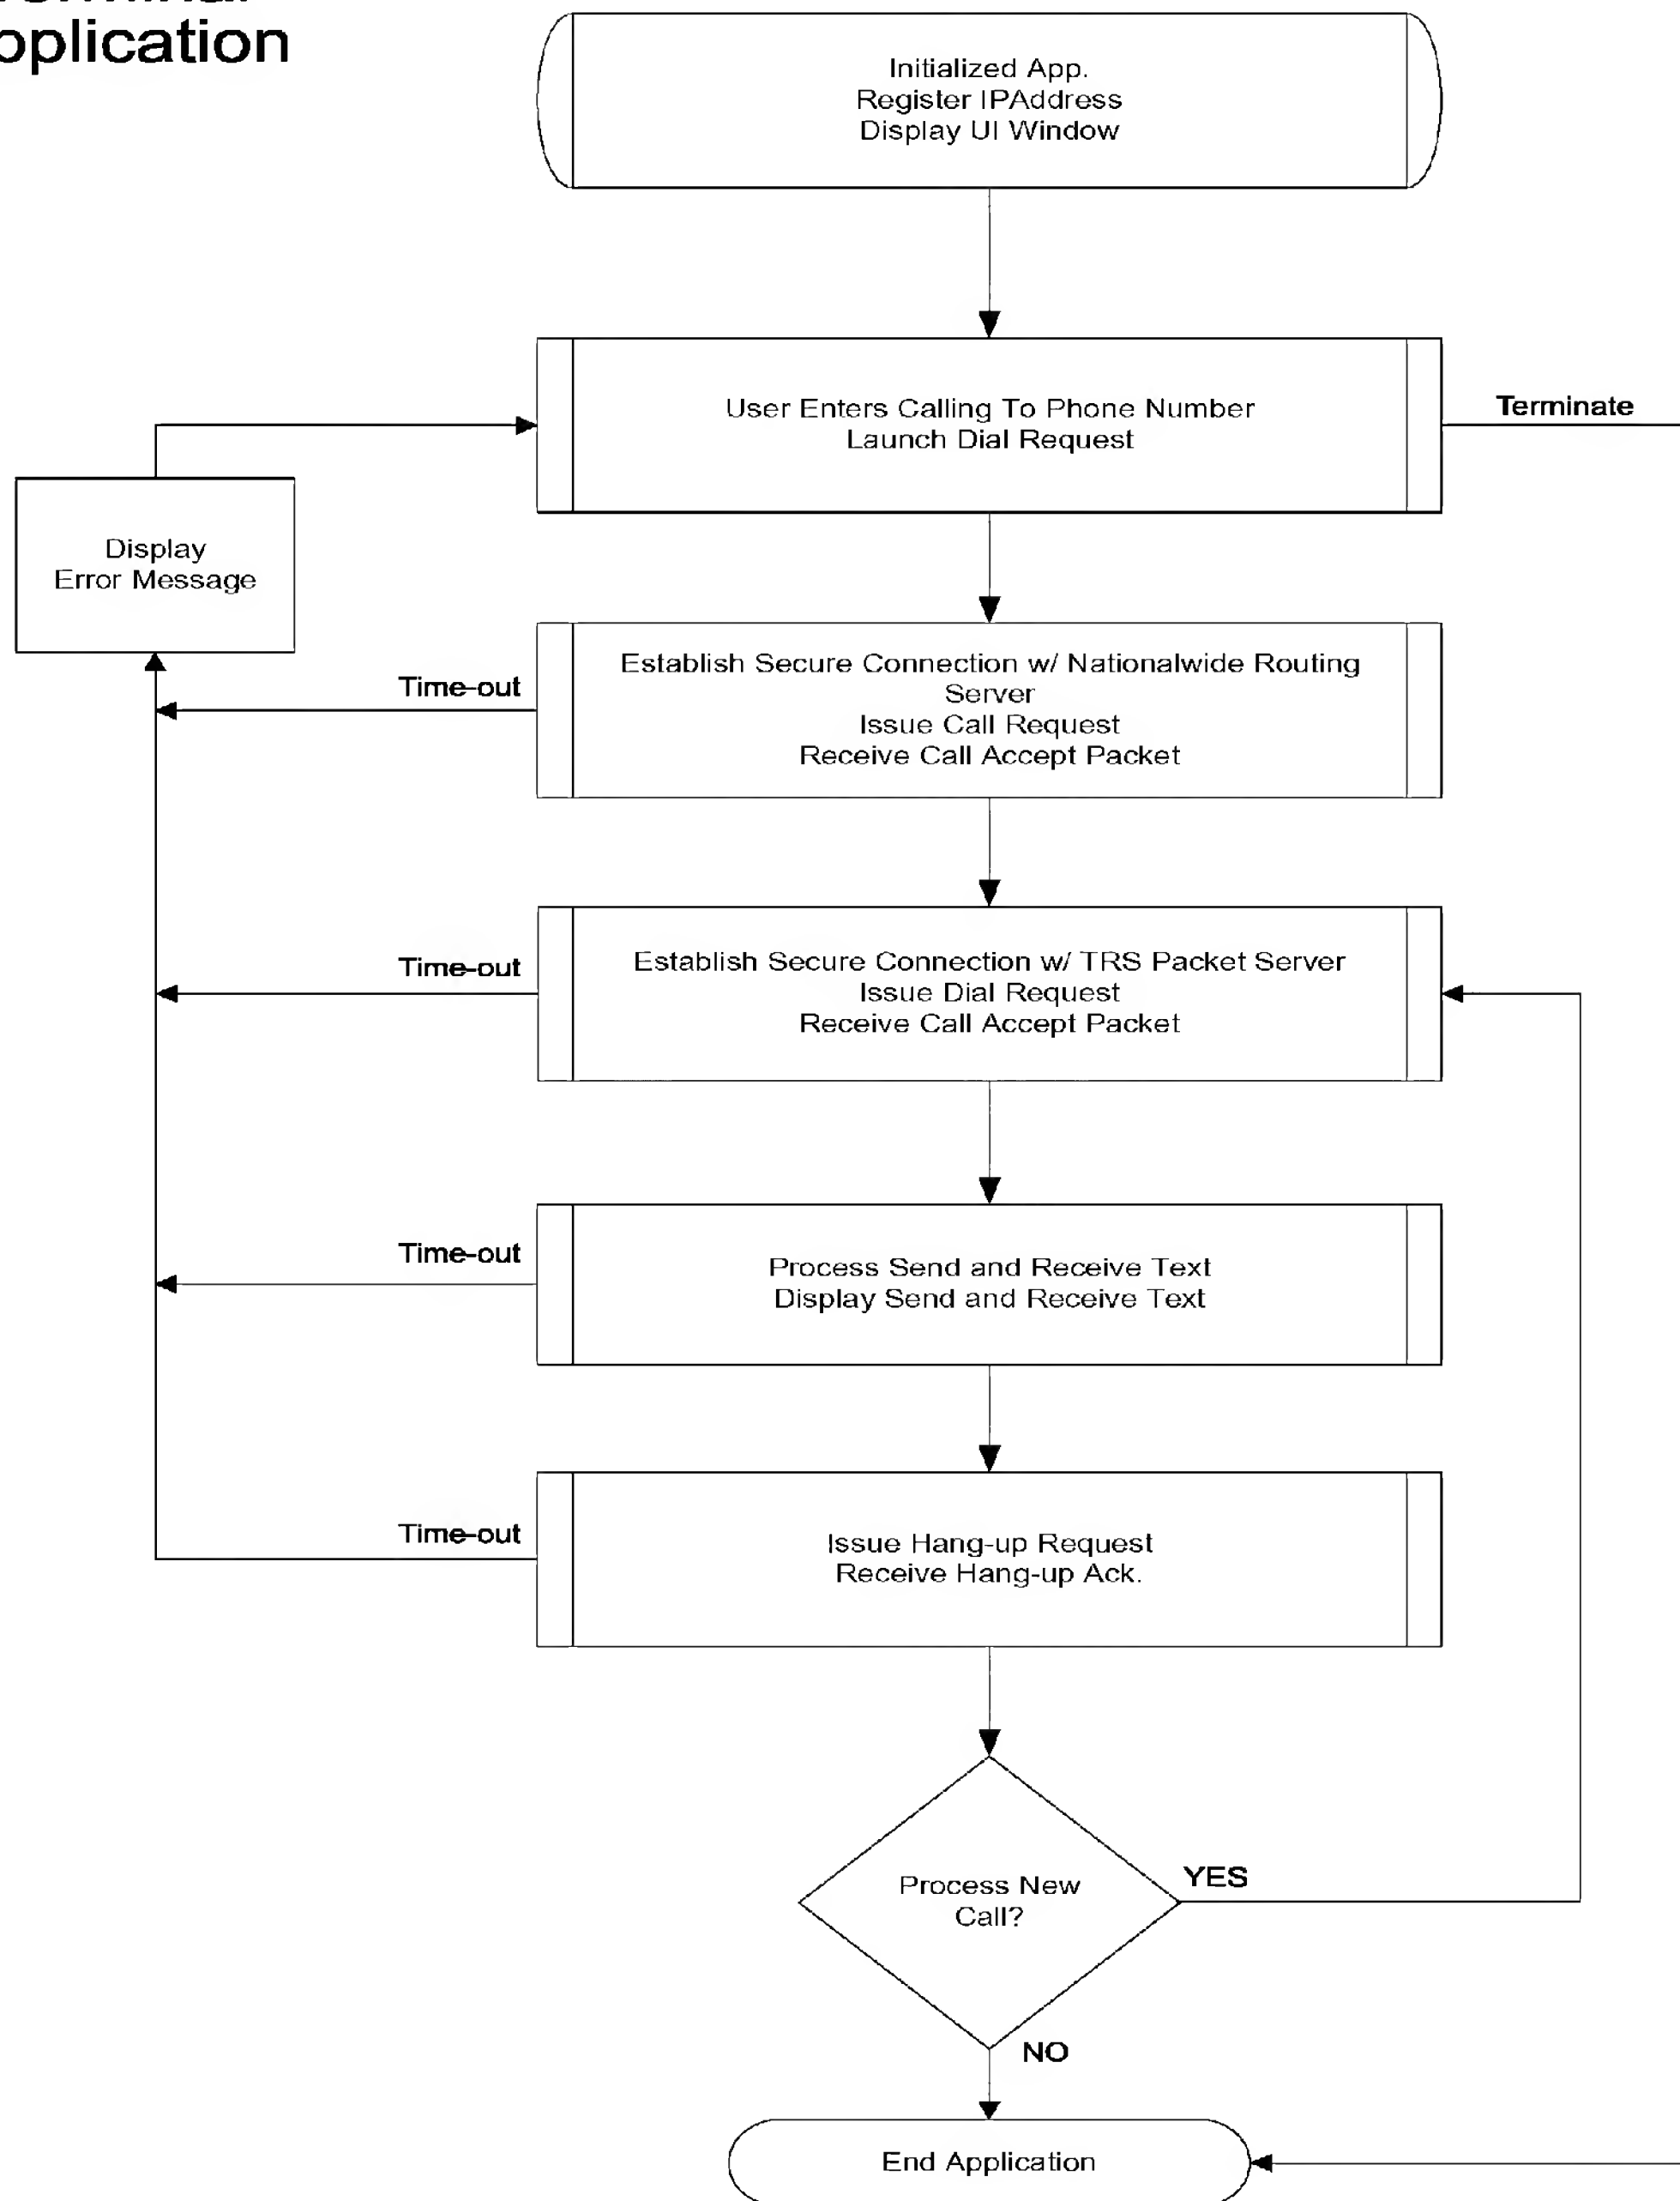 Initialized App.
Register IPAddress
Display UI Window
User Enters Calling To Phone Number
Launch Dial Request
Terminate
Display
Error Message
Establish Secure Connection w/ Nationalwide Routing
Server
Issue Call Request
Receive Call Accept Packet
Time-out
Establish Secure Connection w/ TRS Packet Server
Issue Dial Request
Receive Call Accept Packet
Time-out
Process Send and Receive Text
Display Send and Receive Text
Time-out
Issue Hang-up Request
Receive Hang-up Ack.
Time-out
Process New
Call?
YES
NO
End Application